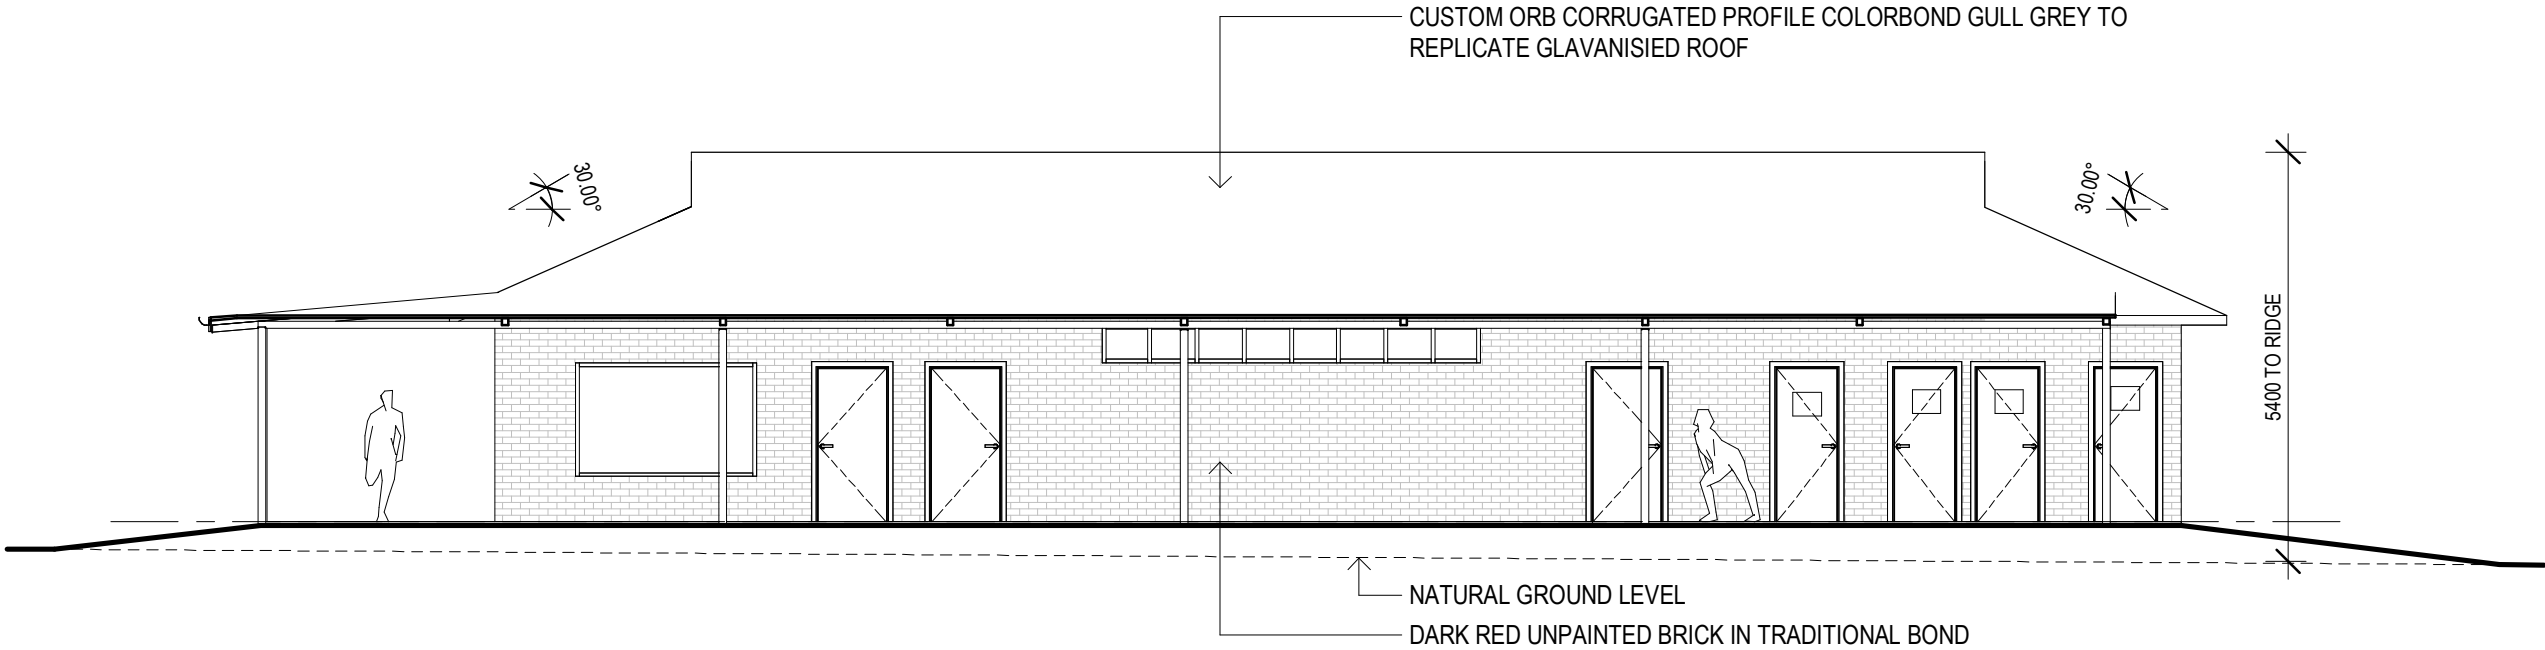 CUSTOM ORB CORRUGATED PROFILE COLORBOND GULL GREY TO
REPLICATE GLAVANISIED ROOF
30.00°
30.00°
5400 TO RIDGE
NATURAL GROUND LEVEL
DARK RED UNPAINTED BRICK IN TRADITIONAL BOND